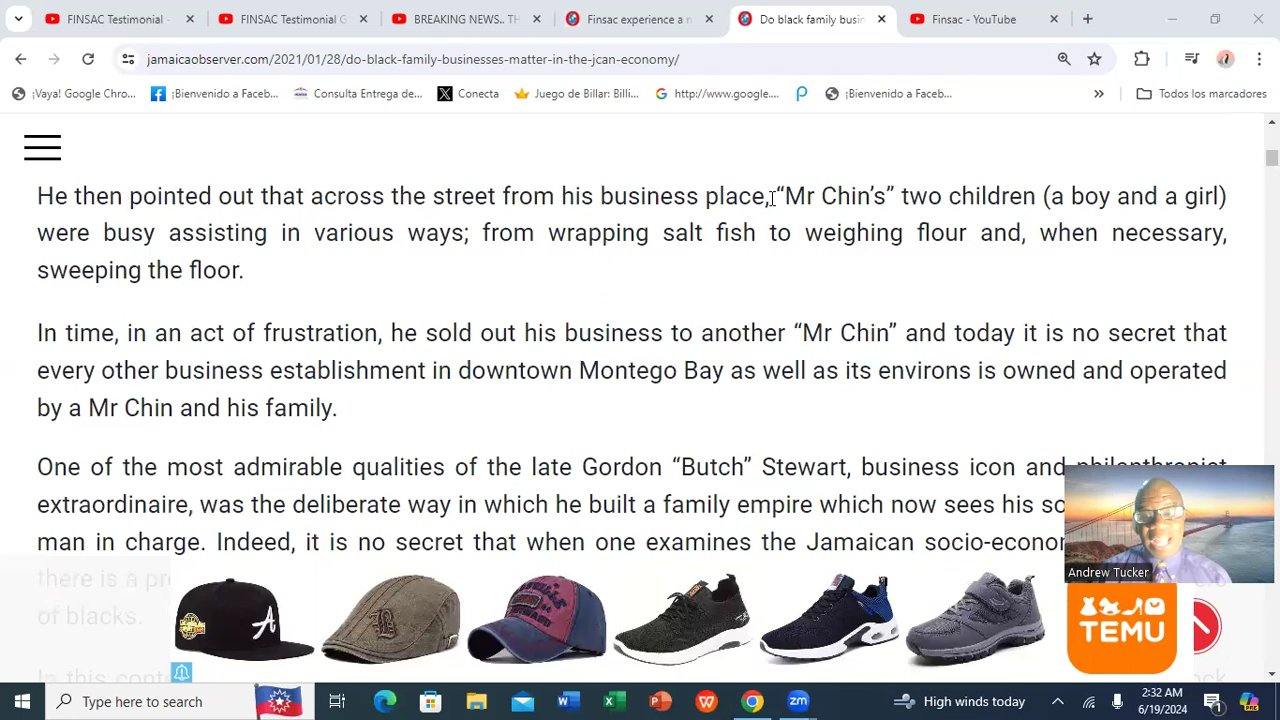 FINSAC Testimonial -
FINSAC Testimonial G
BREAKING NEWS.. TH
Finsac experience a n
Do black family busin
Finsac - YouTube
jamaicaobserver.com/2021/01/28/do-black-family-businesses-matter-in-the-jcan-economy/
¡Vaya! Google Chro...
¡Bienvenido a Faceb...
Consulta Entrega de...
Conecta
Juego de Billar: Billi...
http://www.google....
¡Bienvenido a Faceb...
Todos los marcadores
He then pointed out that across the street from his business place, “Mr Chin’s” two children (a boy and a girl)
were busy assisting in various ways; from wrapping salt fish to weighing flour and, when necessary,
sweeping the floor.
In time, in an act of frustration, he sold out his business to another “Mr Chin” and today it is no secret that
every other business establishment in downtown Montego Bay as well as its environs is owned and operated
by a Mr Chin and his family.
One of the most admirable qualities of the late Gordon “Butch” Stewart, business icon and philanthropist
extraordinaire, was the deliberate way in which he built a family empire which now sees his
man in charge. Indeed, it is no secret that when one examines the Jamaican
there is a
of blacks.
In this
Andrew Tucker
TEMU
Type here to search
High winds today
2:32 AM
6/19/2024